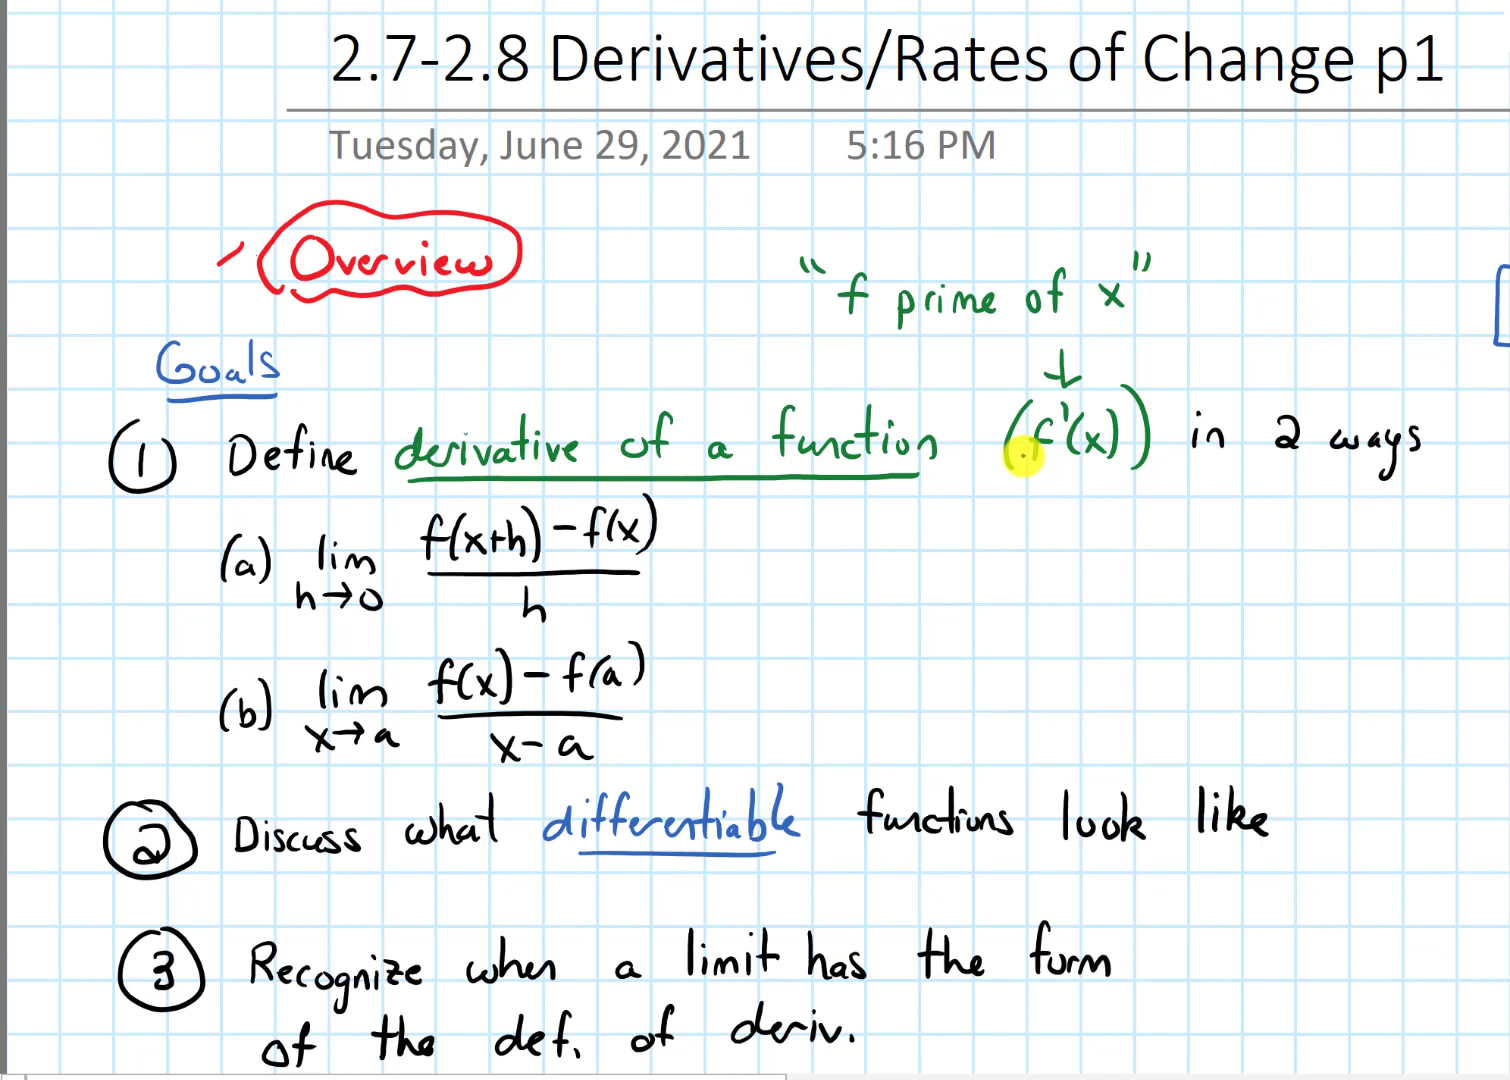 2.7-2.8 Derivatives/Rates of Change p1
Tuesday, June 29, 2021 5:16 PM
Overview
"f prime of x"
Goals
① Define derivative of a function (f'(x)) in 2 ways
(a) lim h→0 f(x+h) - f(x) / h
(b) lim x→a f(x) - f(a) / x - a
② Discuss what differentiable functions look like
③ Recognize when a limit has the form
of the def. of deriv.